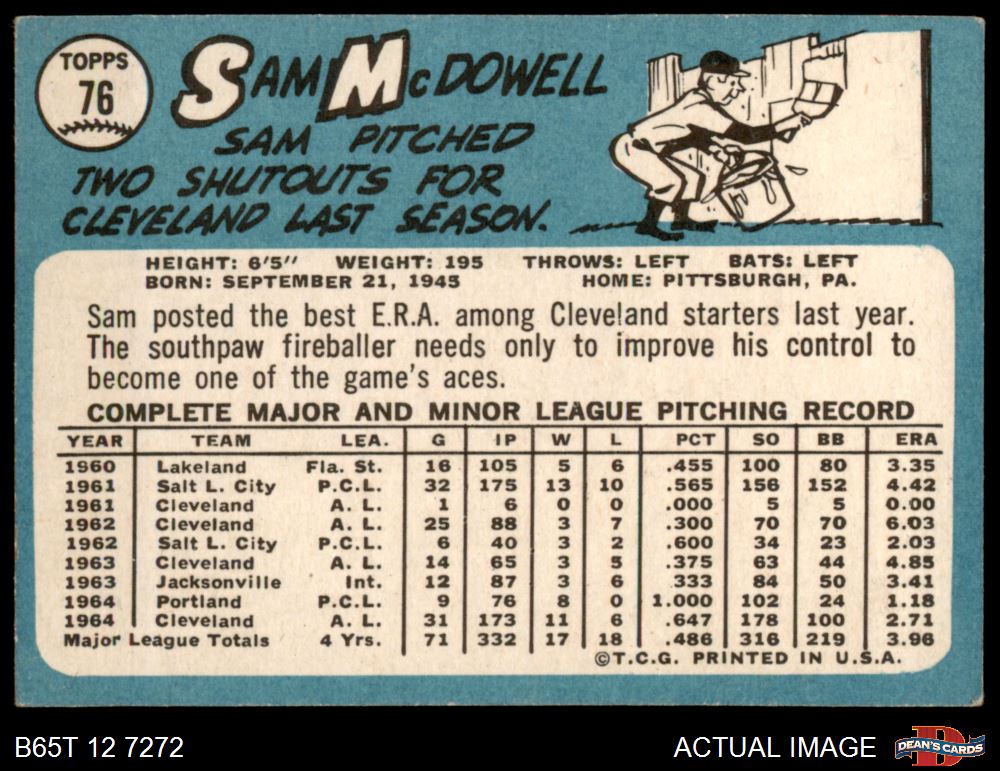 TOPPS
76
SAM McDOWELL
SAM PITCHED
TWO SHUTOUTS FOR
CLEVELAND LAST SEASON.
HEIGHT: 6'5" WEIGHT: 195 THROWS: LEFT BATS: LEFT
BORN: SEPTEMBER 21, 1945 HOME: PITTSBURGH, PA.
Sam posted the best E.R.A. among Cleveland starters last year.
The southpaw fireballer needs only to improve his control to
become one of the game's aces.
COMPLETE MAJOR AND MINOR LEAGUE PITCHING RECORD
YEAR TEAM LEA. G IP W L PCT SO BB ERA
1960 Lakeland Fla. St. 16 105 5 6 .455 100 80 3.35
1961 Salt L. City P.C.L. 32 175 13 10 .565 156 152 4.42
1961 Cleveland A. L. 1 6 0 0 .000 5 5 0.00
1962 Cleveland A. L. 25 88 3 7 .300 70 70 6.03
1962 Salt L. City P.C.L. 6 40 3 2 .600 34 23 2.03
1963 Cleveland A. L. 14 65 3 5 .375 63 44 4.85
1963 Jacksonville Int. 12 87 3 6 .333 84 50 3.41
1964 Portland P.C.L. 9 76 8 0 1.000 102 24 1.18
1964 Cleveland A. L. 31 173 11 6 .647 178 100 2.71
Major League Totals 4 Yrs. 71 332 17 18 .486 316 219 3.96
©T.C.G. PRINTED IN U.S.A.
B65T 12 7272
ACTUAL IMAGE
D
DEAN'S CARDS